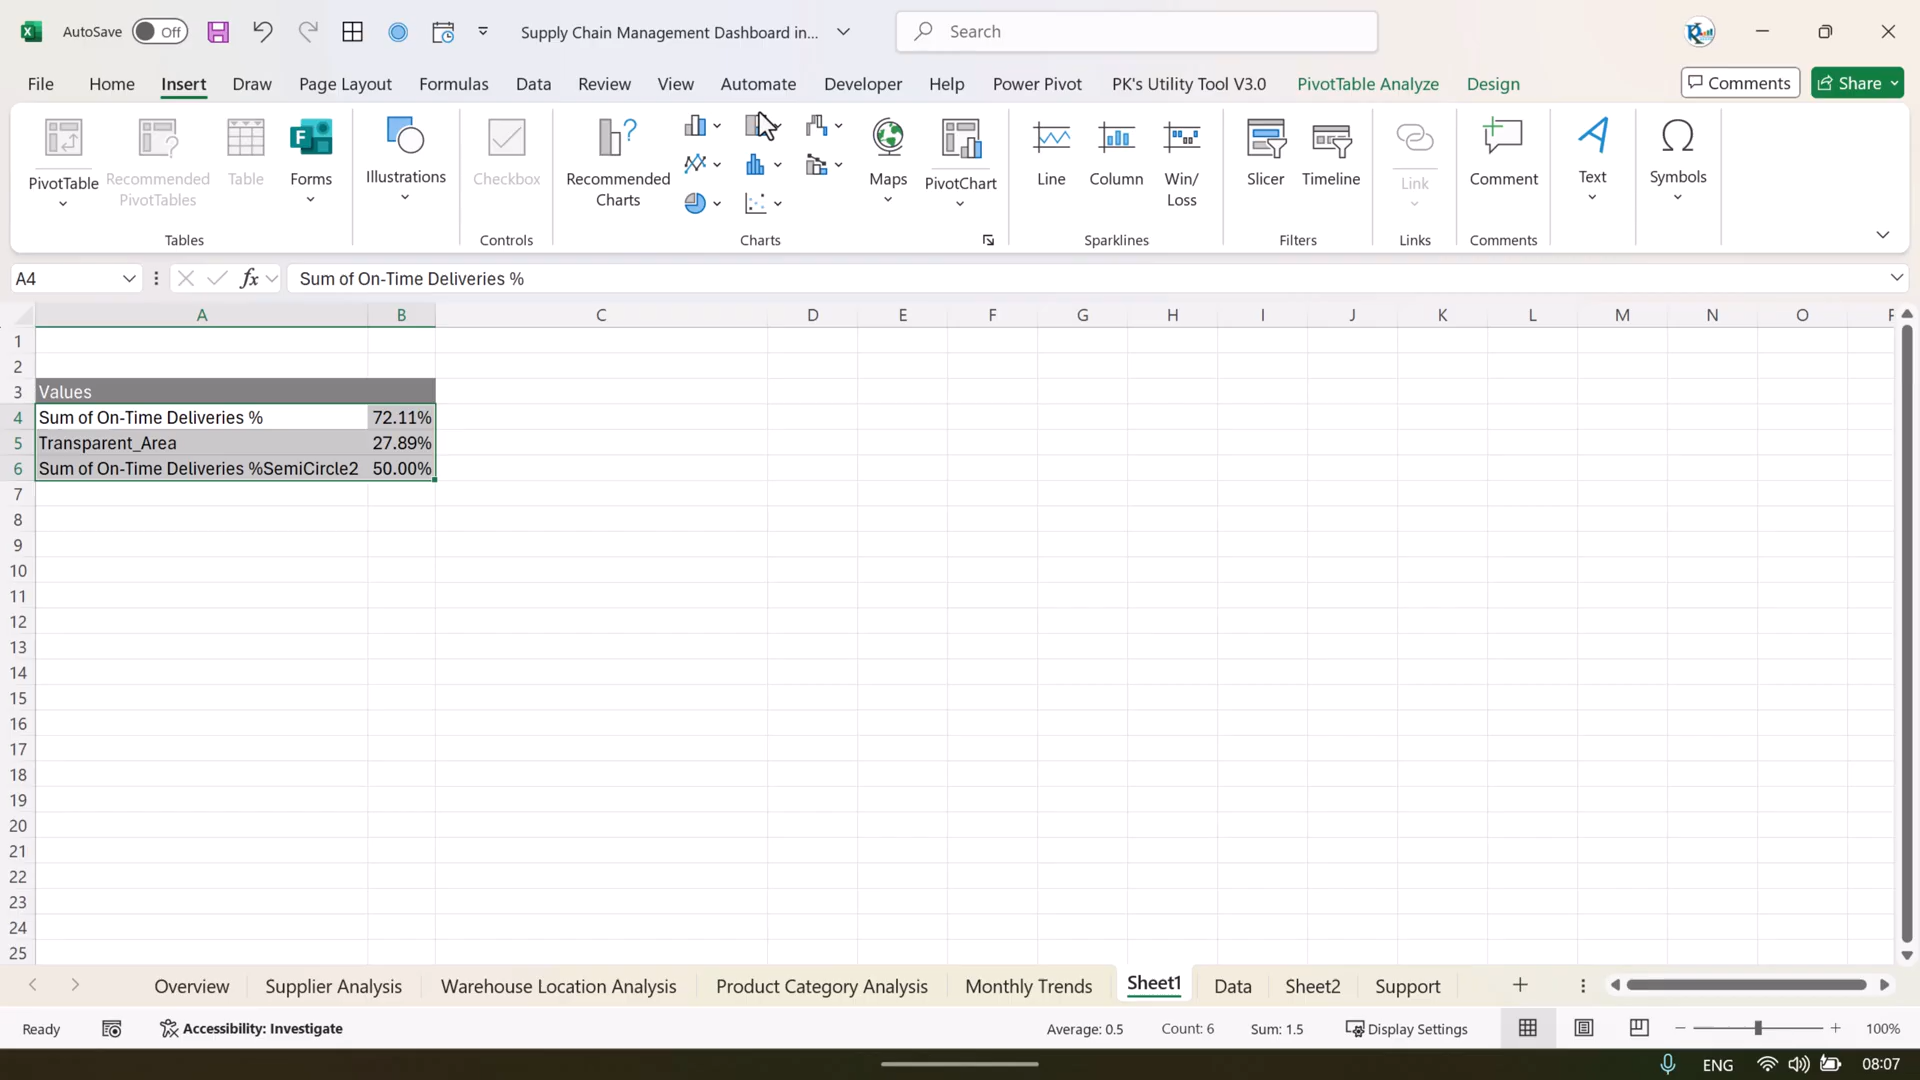 AutoSave Off Supply Chain Management Dashboard in... Search
File Home Insert Draw Page Layout Formulas Data Review View Automate Developer Help Power Pivot PK's Utility Tool V3.0 PivotTable Analyze Design Comments Share
PivotTable Recommended PivotTables Table Forms Illustrations Checkbox Recommended Charts Maps PivotChart Line Column Win/ Loss Slicer Timeline Link Comment Text Symbols
Tables Controls Charts Sparklines Filters Links Comments
A4 fx Sum of On-Time Deliveries %
A B C D E F G H I J K L M N O
1
2
3 Values
4 Sum of On-Time Deliveries % 72.11%
5 Transparent_Area 27.89%
6 Sum of On-Time Deliveries %SemiCircle2 50.00%
7
8
9
10
11
12
13
14
15
16
17
18
19
20
21
22
23
24
25
Overview Supplier Analysis Warehouse Location Analysis Product Category Analysis Monthly Trends Sheet1 Data Sheet2 Support
Ready Accessibility: Investigate Average: 0.5 Count: 6 Sum: 1.5 Display Settings 100%
ENG 08:07